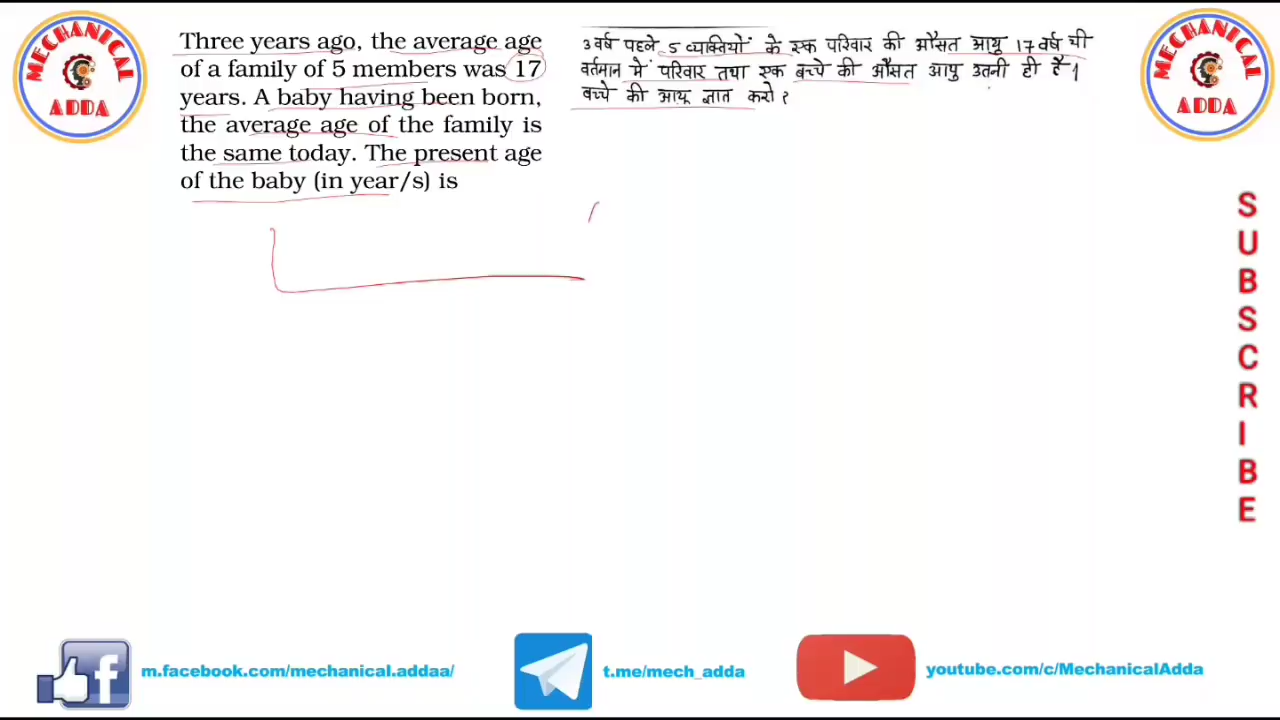 MECHANICAL
ADDA
Three years ago, the average age
of a family of 5 members was 17
years. A baby having been born,
the average age of the family is
the same today. The present age
of the baby (in year/s) is
3 वर्ष पहले 5 व्यक्तियों के एक परिवार की औसत आयु 17 वर्ष थी
वर्तमान में परिवार तथा एक बच्चे की औसत आयु उतनी ही है।
बच्चे की आयु ज्ञात करो?
MECHANICAL
ADDA
SUBSCRIBE
m.facebook.com/mechanical.addaa/
t.me/mech_adda
youtube.com/c/MechanicalAdda